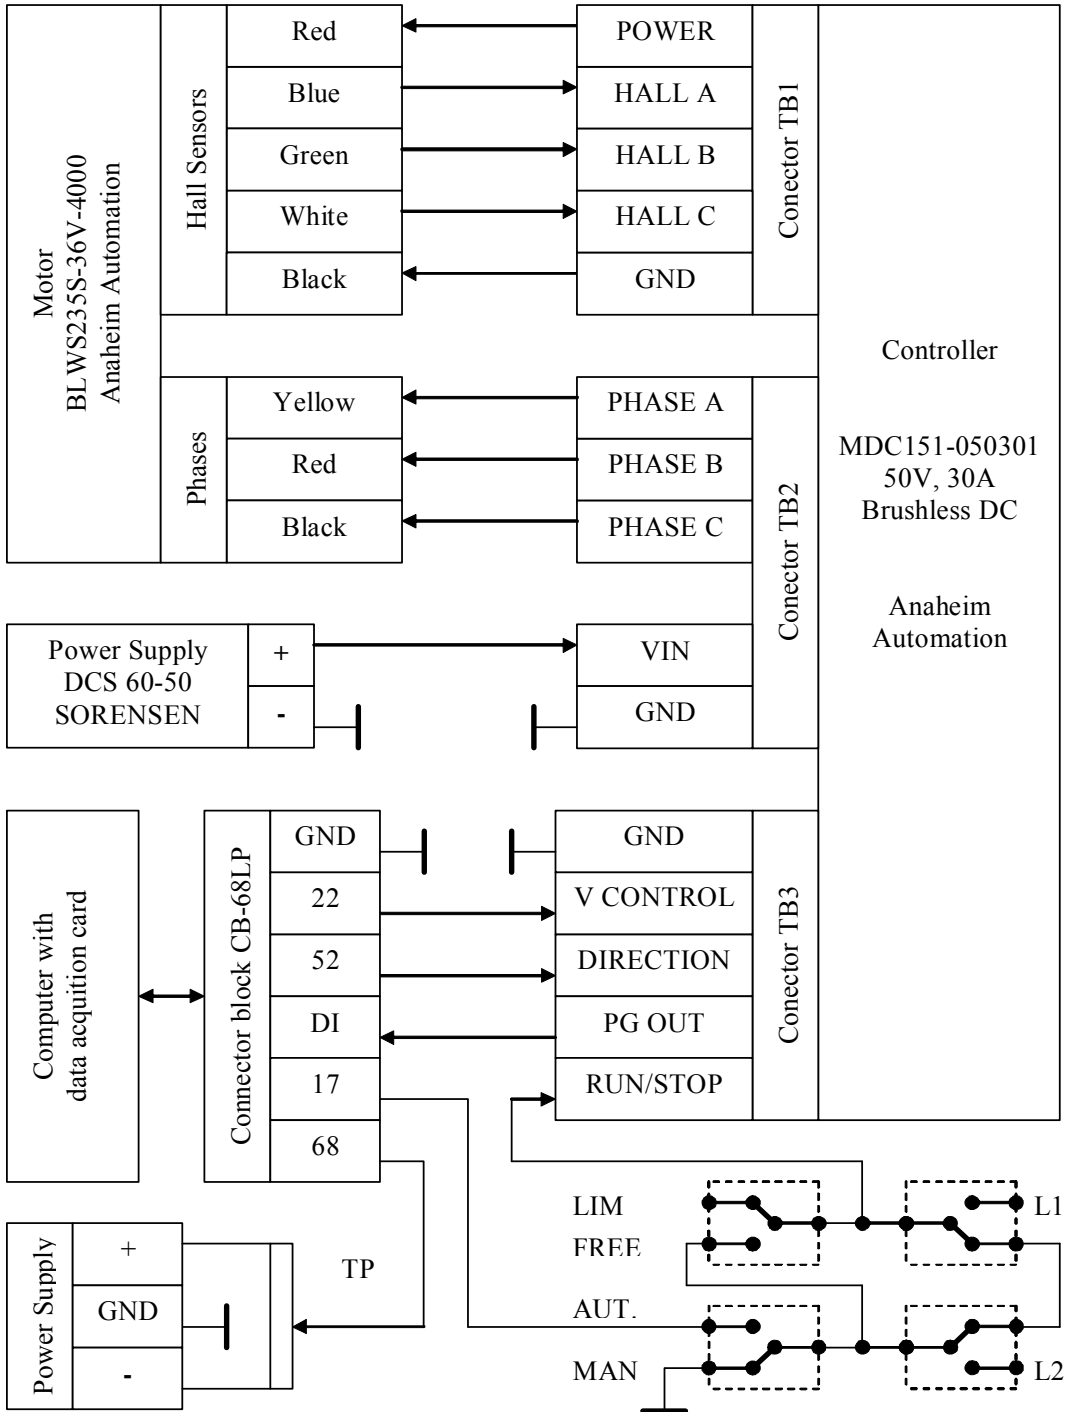 Motor
BLWS235S-36V-4000
Anaheim Automation
Hall Sensors
Red
Blue
Green
White
Black
POWER
HALL A
HALL B
HALL C
GND
Conector TB1
Phases
Yellow
Red
Black
PHASE A
PHASE B
PHASE C
Conector TB2
Controller
MDC151-050301
50V, 30A
Brushless DC
Anaheim
Automation
Power Supply
DCS 60-50
SORENSEN
+
-
VIN
GND
Computer with
data acquition card
Connector block CB-68LP
GND
22
52
DI
17
68
GND
V CONTROL
DIRECTION
PG OUT
RUN/STOP
Conector TB3
Power Supply
+
GND
-
TP
LIM
FREE
AUT.
MAN
L1
L2